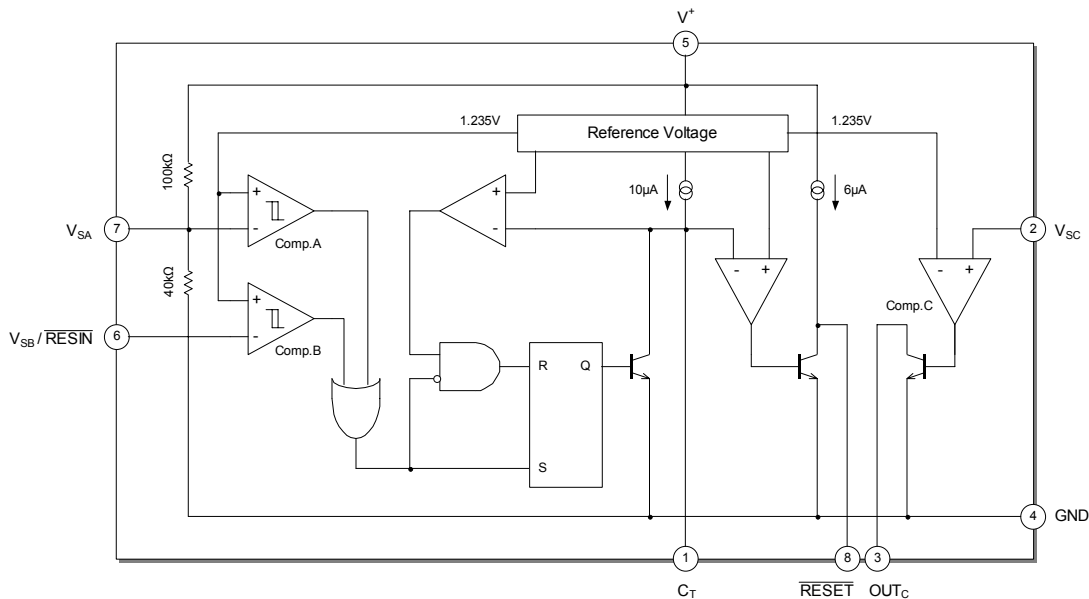 V+
5
1.235V
Reference Voltage
1.235V
100kΩ
10µA
6µA
+
-
Comp.A
+
-
VSA
7
2
VSC
40kΩ
- +
- +
Comp.C
+
-
Comp.B
VSB / RESIN
6
R Q
S
4
GND
1
8
3
CT
RESET
OUTC